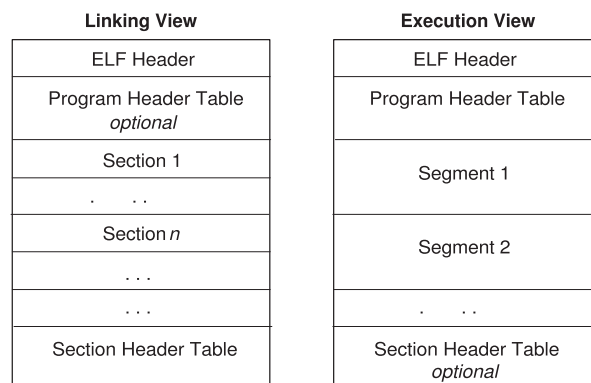 Linking View
ELF Header
Program Header Table
optional
Section 1
. . .
Section n
. . .
. . .
Section Header Table
Execution View
ELF Header
Program Header Table
Segment 1
Segment 2
. . .
Section Header Table
optional